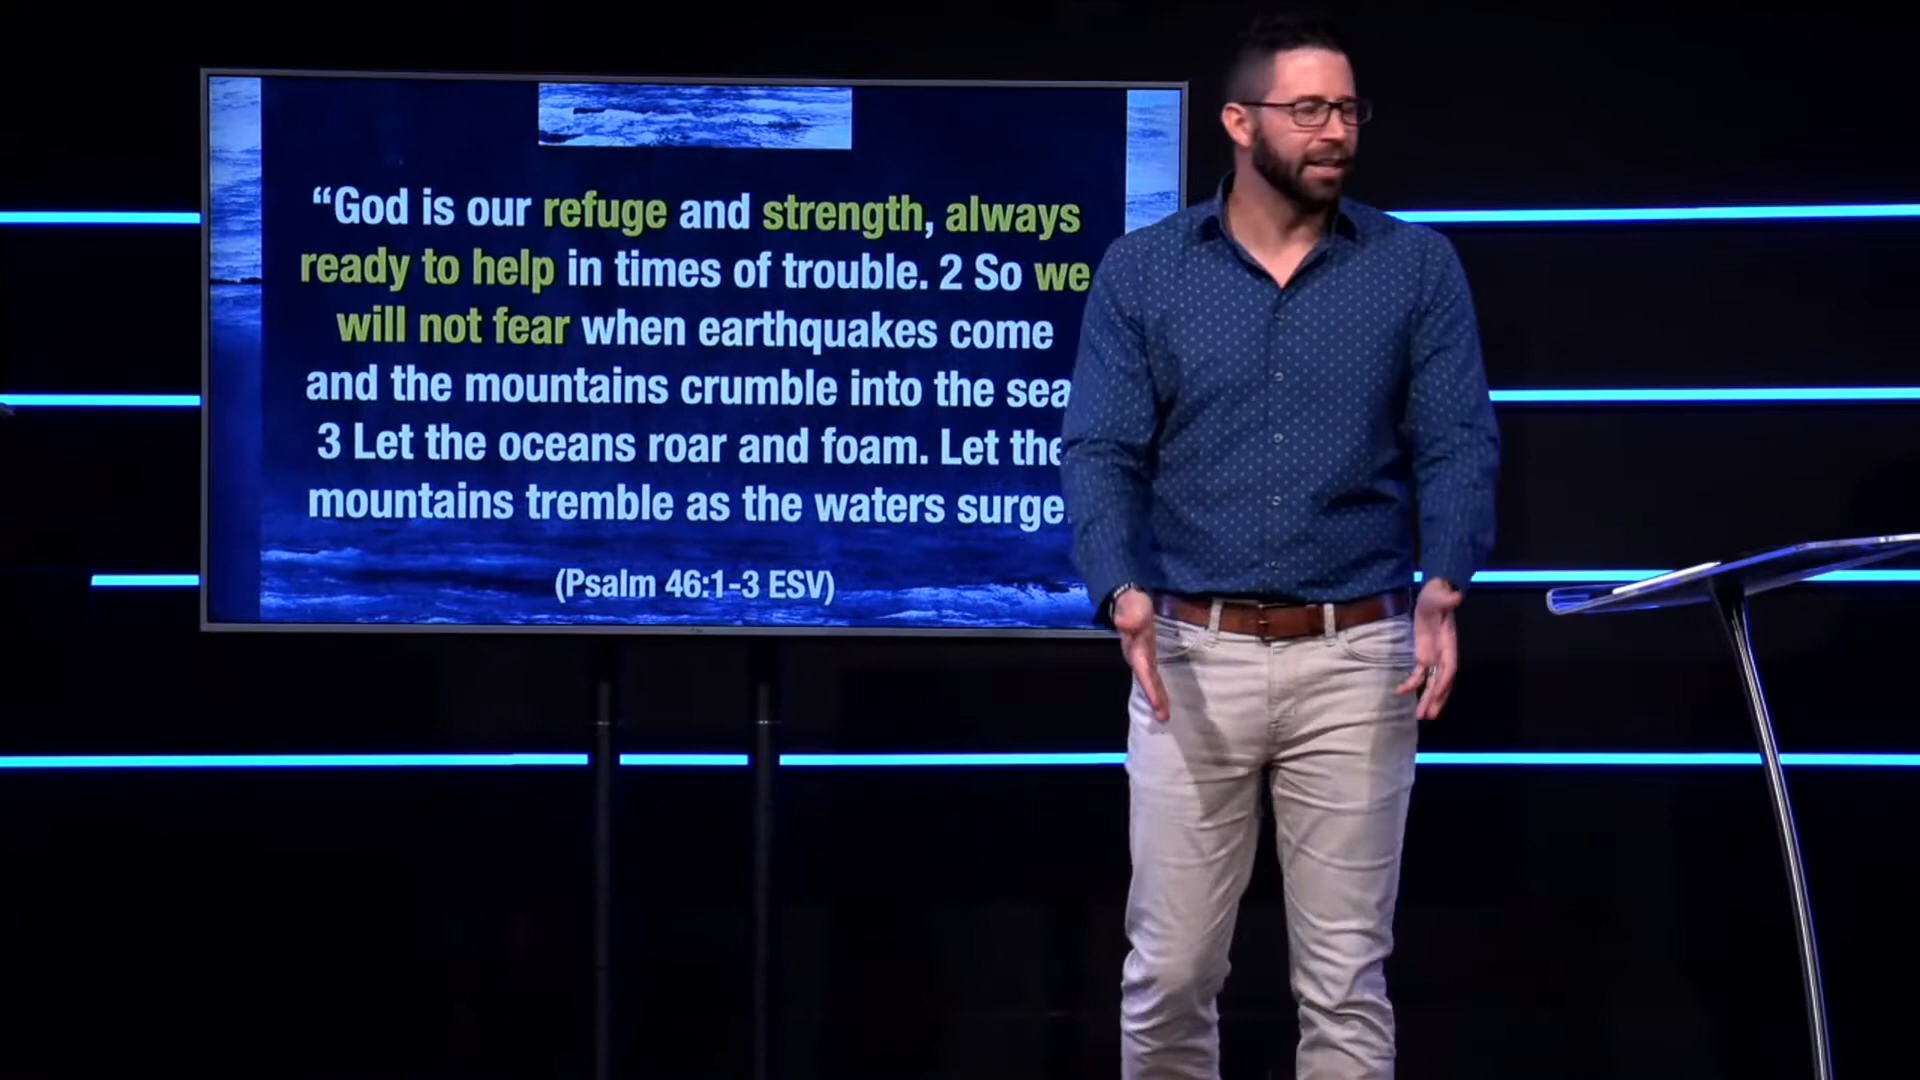 “God is our refuge and strength, always
ready to help in times of trouble. 2 So we
will not fear when earthquakes come
and the mountains crumble into the sea
3 Let the oceans roar and foam. Let the
mountains tremble as the waters surge
(Psalm 46:1-3 ESV)